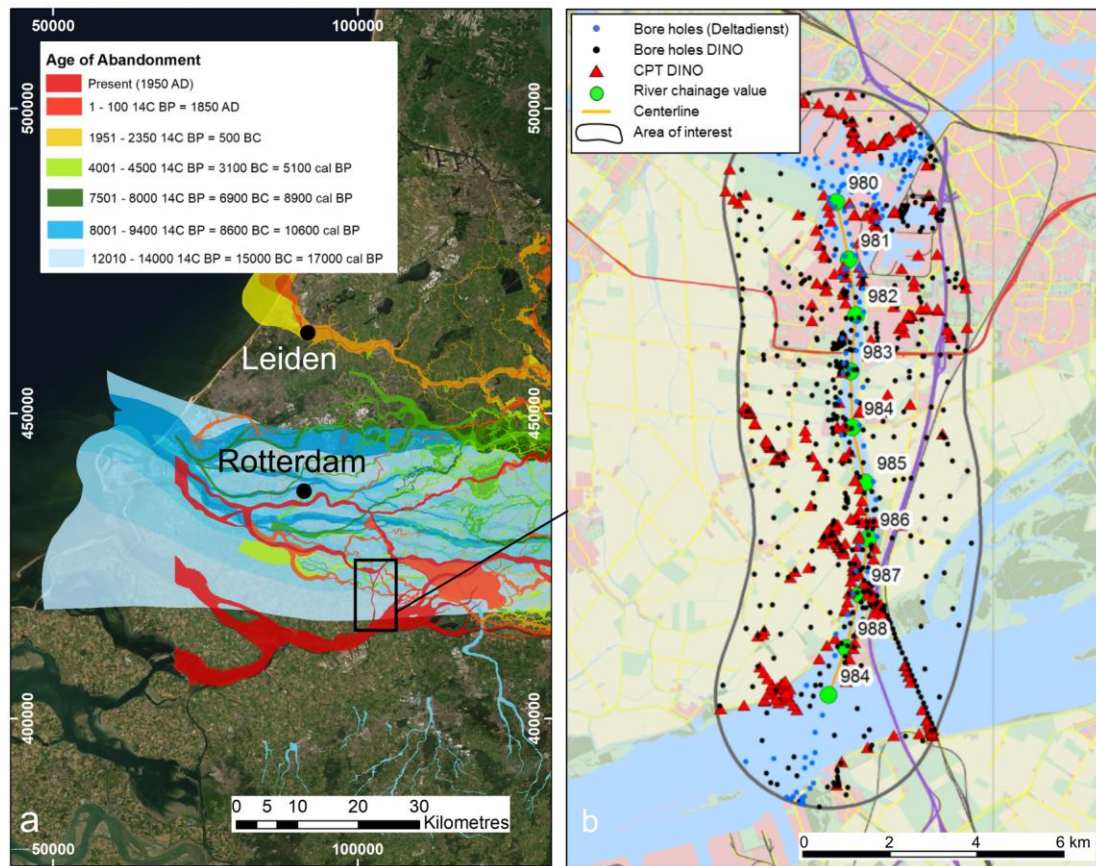 50000
100000
Age of Abandonment
Present (1950 AD)
1 - 100 14C BP = 1850 AD
1951 - 2350 14C BP = 500 BC
4001 - 4500 14C BP = 3100 BC = 5100 cal BP
7501 - 8000 14C BP = 6900 BC = 8900 cal BP
8001 - 9400 14C BP = 8600 BC = 10600 cal BP
12010 - 14000 14C BP = 15000 BC = 17000 cal BP
500000
Leiden
450000
Rotterdam
400000
0 5 10 20 30
Kilometres
a
50000
100000
Bore holes (Deltadienst)
Bore holes DINO
CPT DINO
River chainage value
Centerline
Area of interest
980
981
982
983
984
985
986
987
988
984
b
0 2 4 6 km